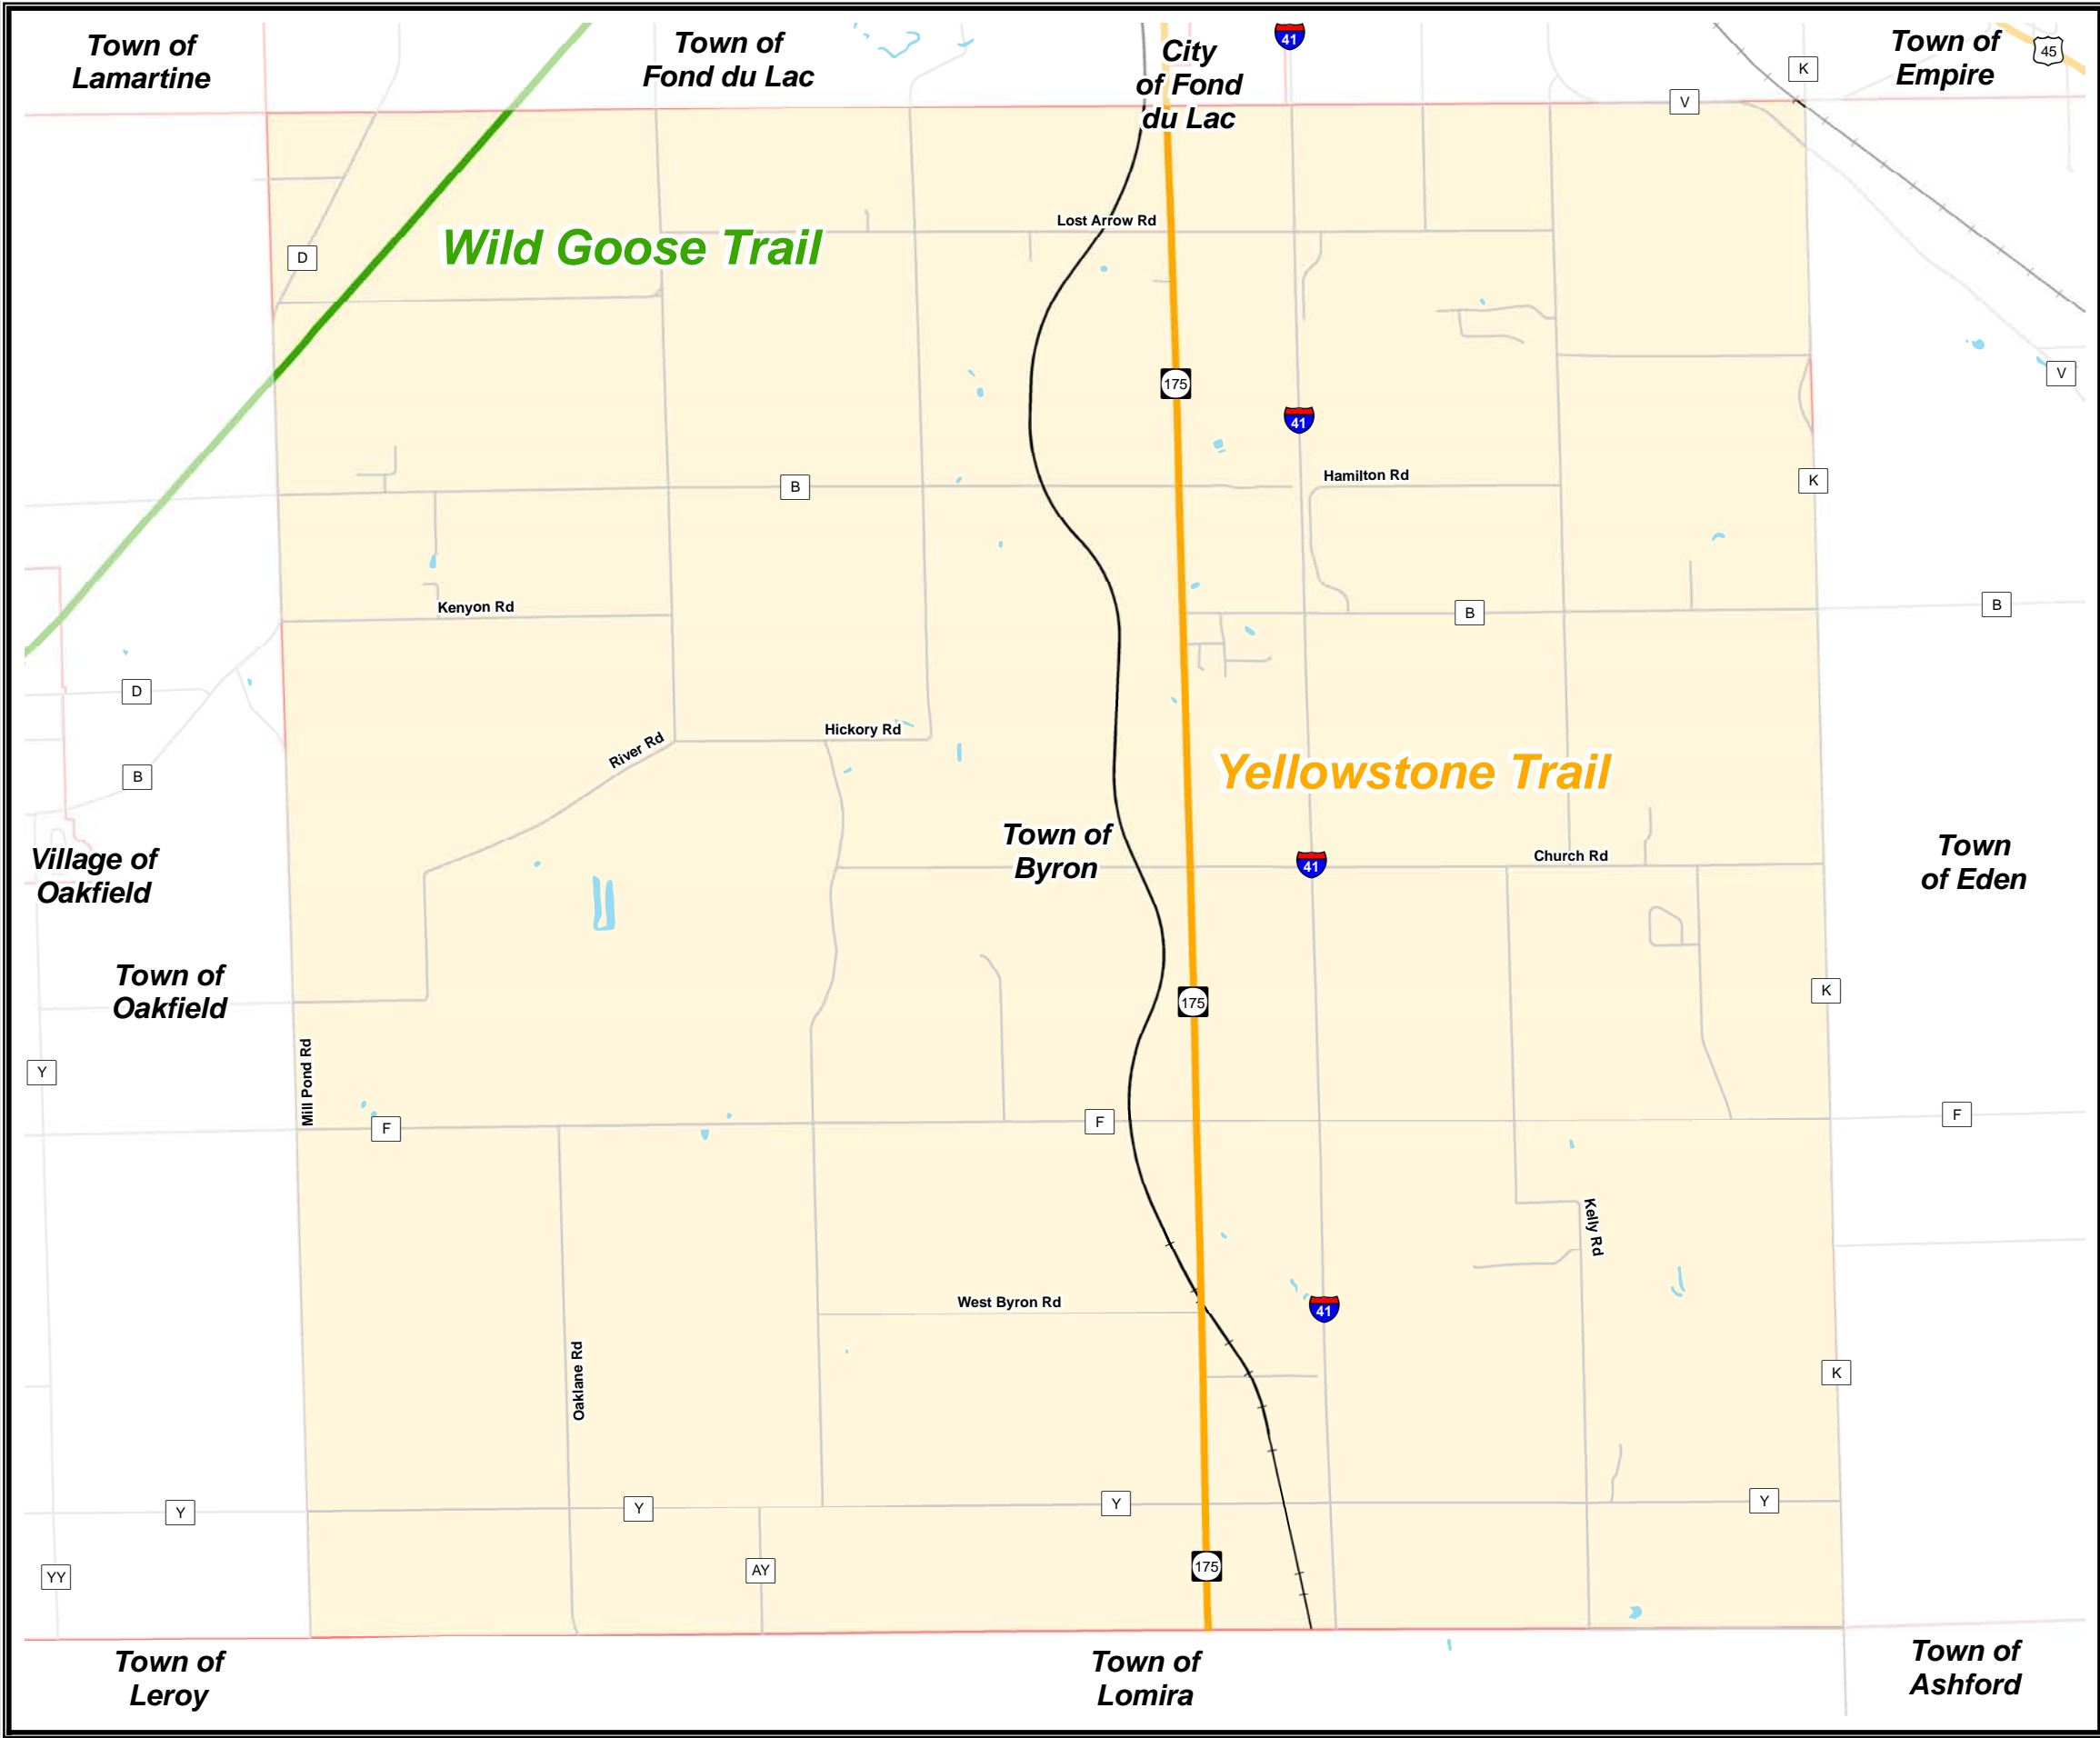 Town of
Lamartine
Town of
Fond du Lac
City
of Fond
du Lac
41
Town of
Empire
45
K
V
Lost Arrow Rd
Wild Goose Trail
D
175
V
41
Hamilton Rd
B
K
Kenyon Rd
B
B
D
River Rd
Hickory Rd
B
Yellowstone Trail
Town of
Byron
Church Rd
41
Village of
Oakfield
Town
of Eden
Town of
Oakfield
175
K
Mill Pond Rd
Y
F
F
F
Kelly Rd
West Byron Rd
41
Oaklane Rd
K
Y
Y
Y
Y
YY
AY
175
Town of
Leroy
Town of
Lomira
Town of
Ashford